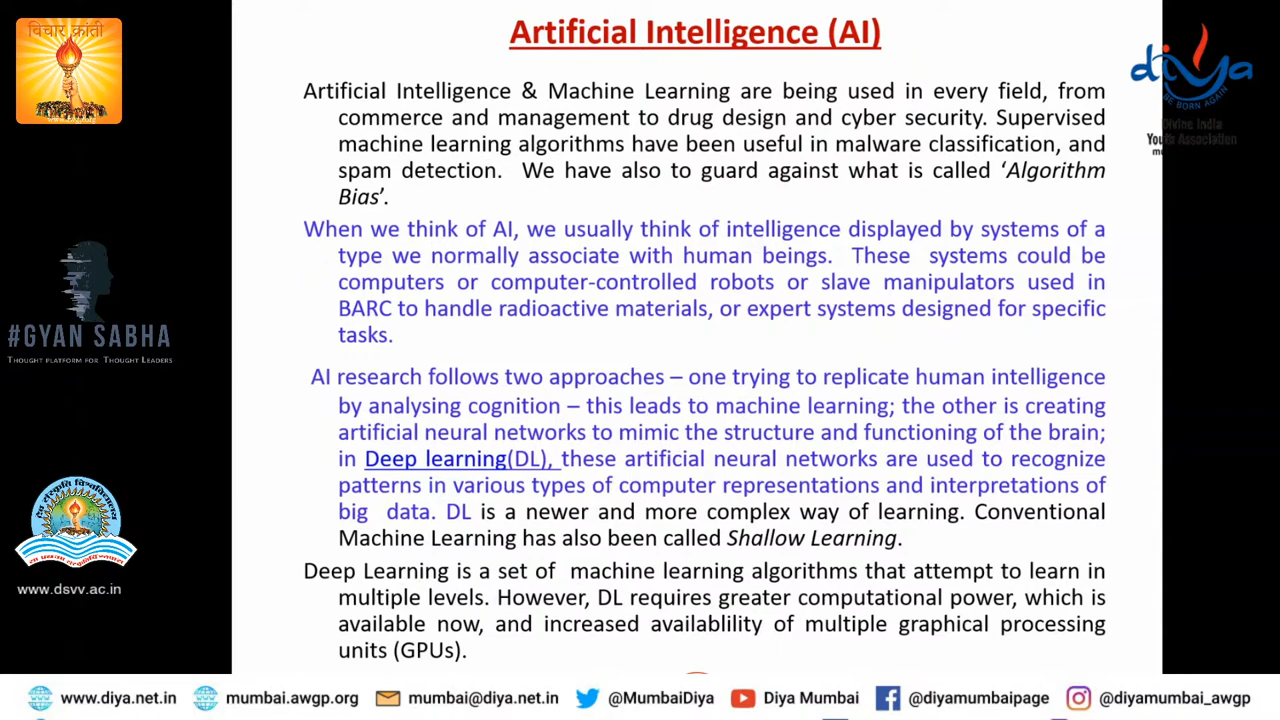 विचार क्रांती
Artificial Intelligence (AI)
diya
BE BORN AGAIN
Divine India
Youth Association
Artificial Intelligence & Machine Learning are being used in every field, from
commerce and management to drug design and cyber security. Supervised
machine learning algorithms have been useful in malware classification, and
spam detection. We have also to guard against what is called ‘Algorithm
Bias’.
When we think of AI, we usually think of intelligence displayed by systems of a
type we normally associate with human beings. These systems could be
computers or computer-controlled robots or slave manipulators used in
BARC to handle radioactive materials, or expert systems designed for specific
tasks.
#GYAN SABHA
THOUGHT PLATFORM FOR THOUGHT LEADERS
AI research follows two approaches – one trying to replicate human intelligence
by analysing cognition – this leads to machine learning; the other is creating
artificial neural networks to mimic the structure and functioning of the brain;
in Deep learning(DL), these artificial neural networks are used to recognize
patterns in various types of computer representations and interpretations of
big data. DL is a newer and more complex way of learning. Conventional
Machine Learning has also been called Shallow Learning.
www.dsvv.ac.in
Deep Learning is a set of machine learning algorithms that attempt to learn in
multiple levels. However, DL requires greater computational power, which is
available now, and increased availablility of multiple graphical processing
units (GPUs).
www.diya.net.in mumbai.awgp.org mumbai@diya.net.in @MumbaiDiya Diya Mumbai @diyamumbaipage @diyamumbai_awgp